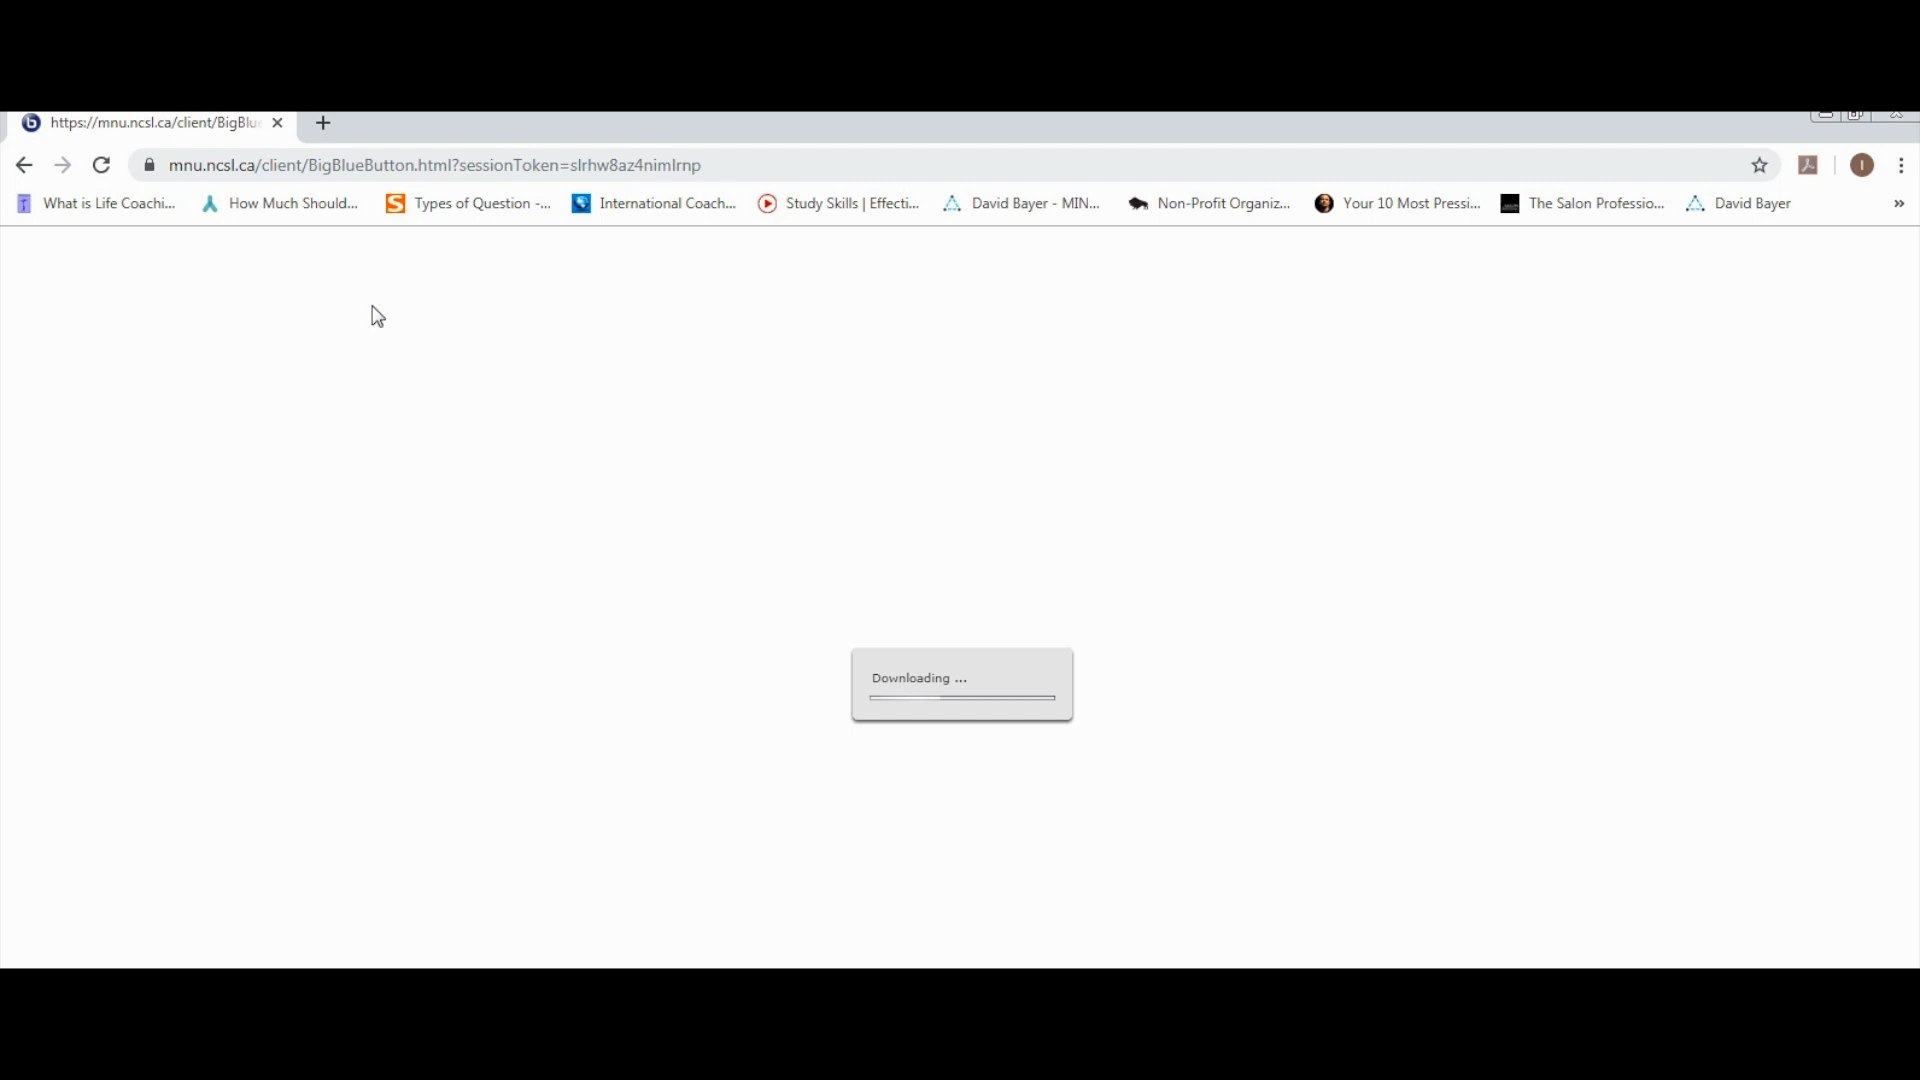 https://mnu.ncsl.ca/client/BigBlue
mnu.ncsl.ca/client/BigBlueButton.html?sessionToken=slrhw8az4nimlrnp
What is Life Coachi... How Much Should... Types of Question -... International Coach... Study Skills | Effecti... David Bayer - MIN... Non-Profit Organiz... Your 10 Most Pressi... The Salon Professio... David Bayer
Downloading ...